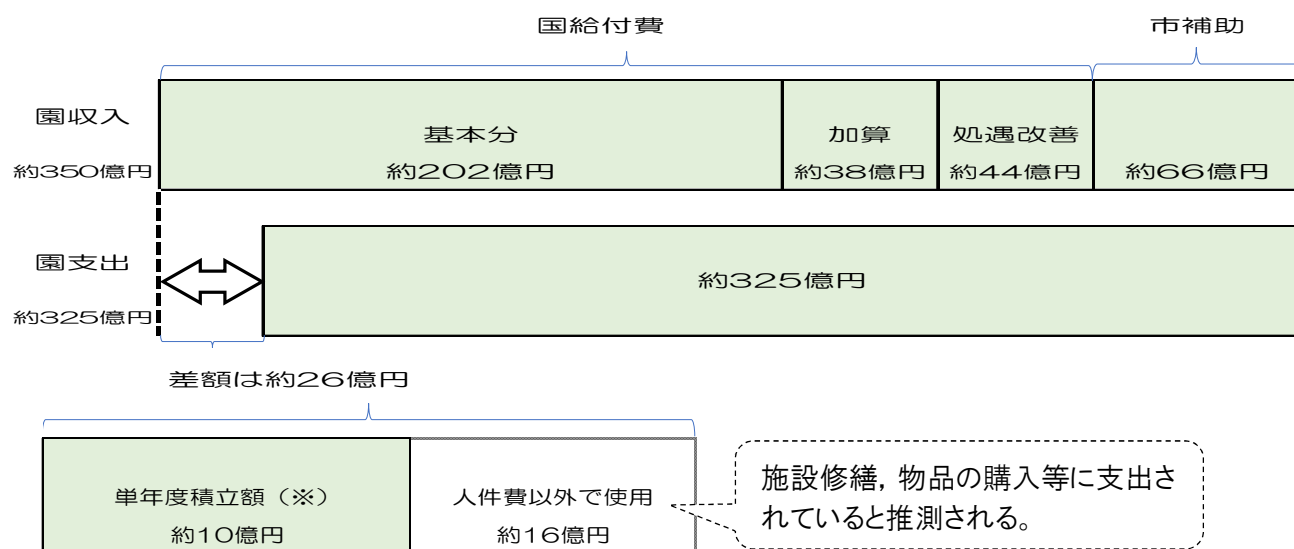 国給付費
市補助
園収入
約350億円
基本分
約202億円
加算
約38億円
処遇改善
約44億円
約66億円
園支出
約325億円
約325億円
差額は約26億円
単年度積立額（※）
約10億円
人件費以外で使用
約16億円
施設修繕，物品の購入等に支出さ
れていると推測される。